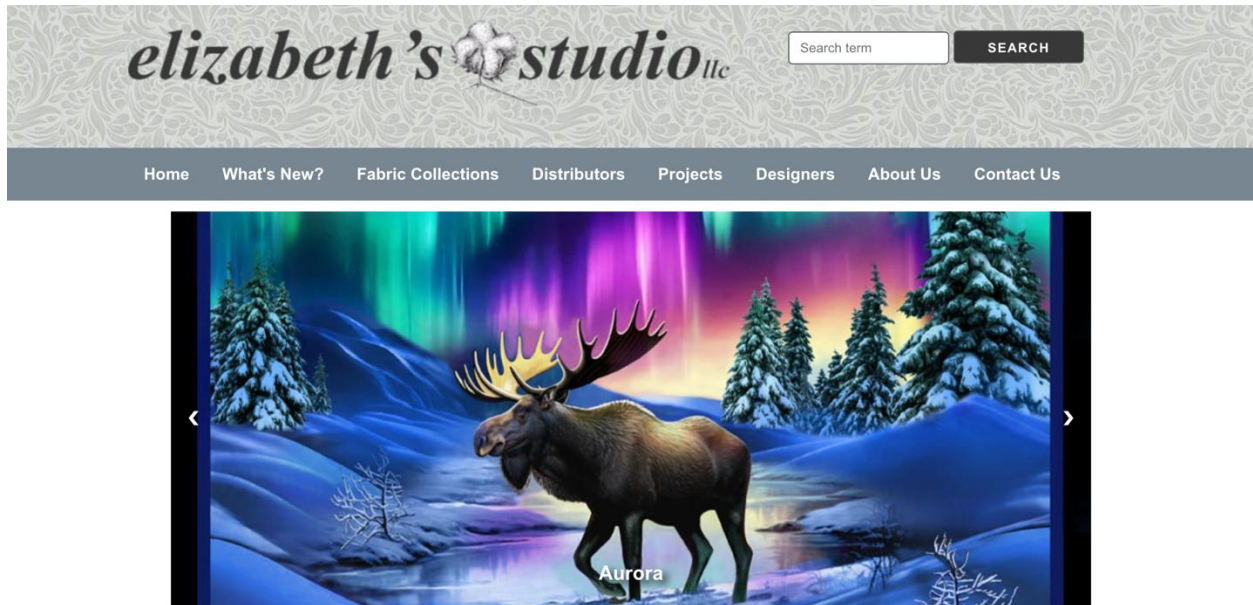 elizabeth's studio llc
Search term
SEARCH
Home
What's New?
Fabric Collections
Distributors
Projects
Designers
About Us
Contact Us
‹
›
Aurora